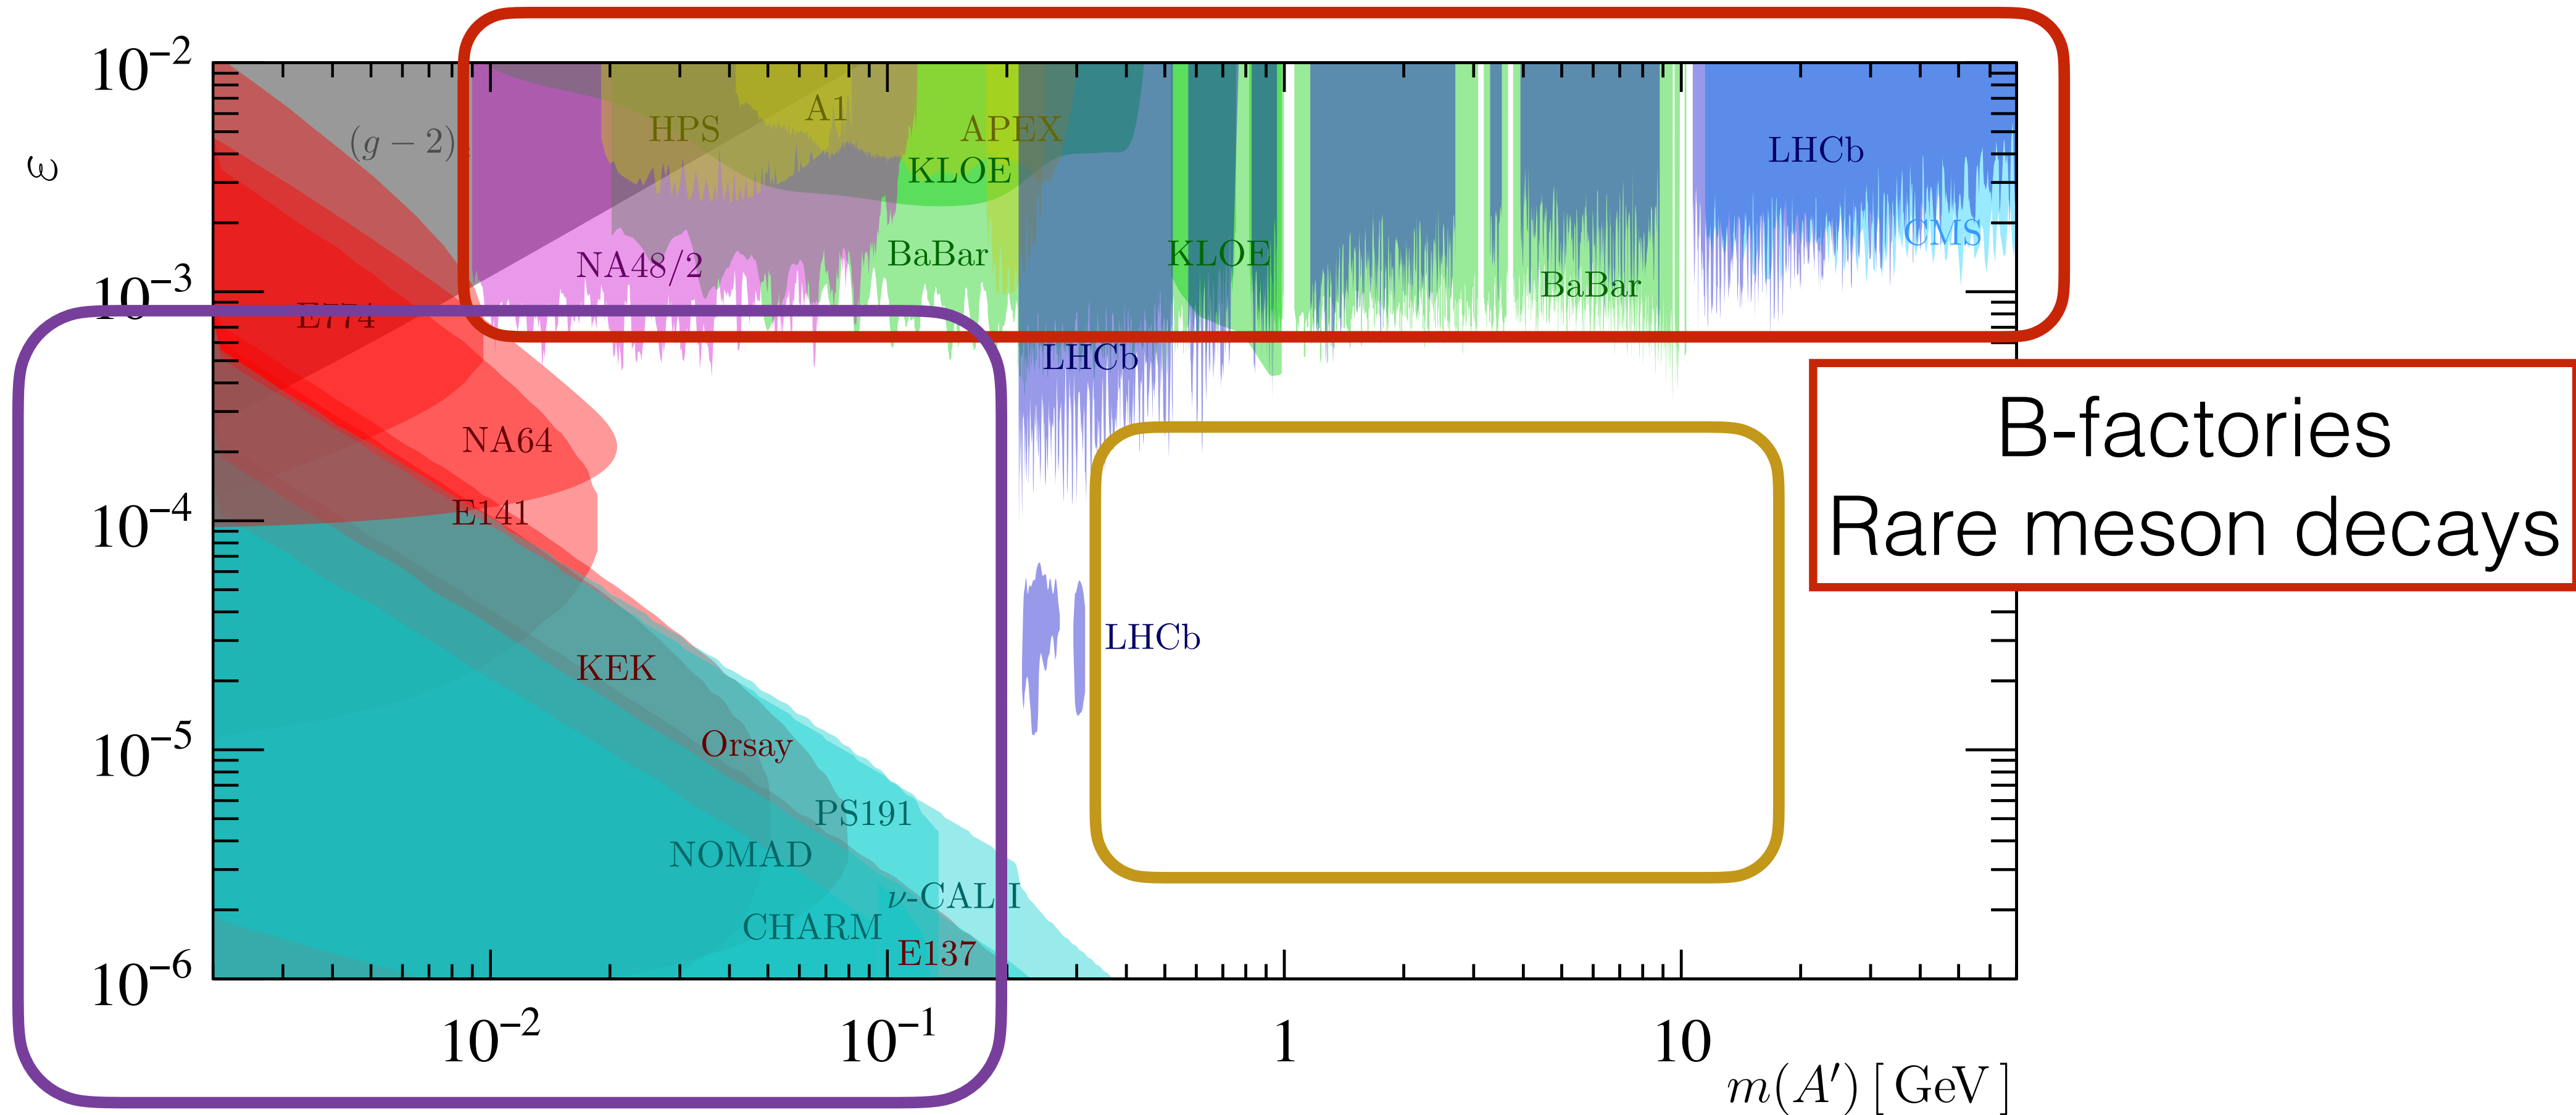 10⁻²
10⁻³
10⁻⁴
10⁻⁵
10⁻⁶
ε
(g − 2)
HPS
A1
APEX
KLOE
LHCb
NA48/2
BaBar
KLOE
BaBar
CMS
E774
LHCb
NA64
E141
LHCb
KEK
Orsay
PS191
NOMAD
ν-CAL I
CHARM
E137
B-factories
Rare meson decays
10⁻² 10⁻¹ 1 10
m(A′) [ GeV ]